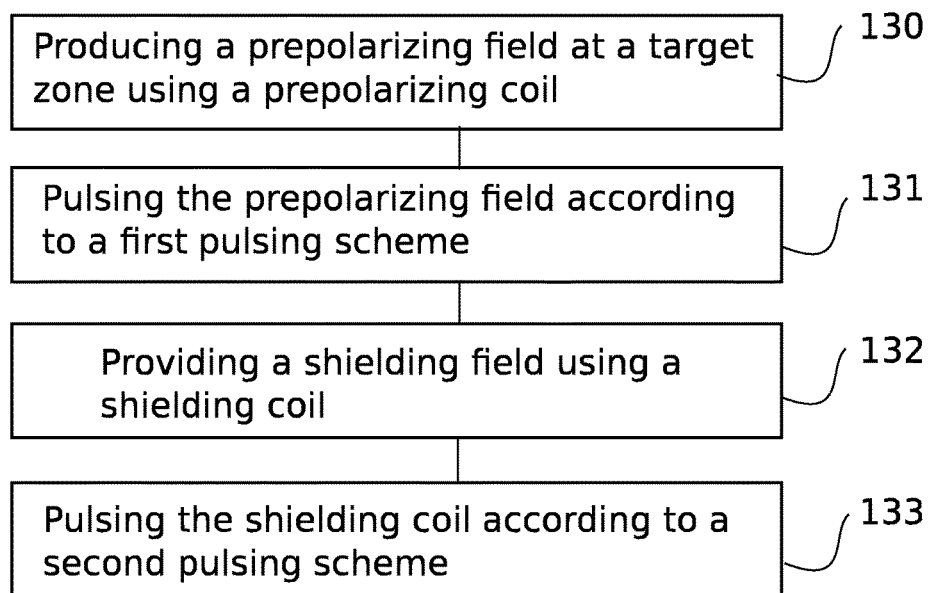 Producing a prepolarizing field at a target
zone using a prepolarizing coil
130
Pulsing the prepolarizing field according
to a first pulsing scheme
131
Providing a shielding field using a
shielding coil
132
Pulsing the shielding coil according to a
second pulsing scheme
133